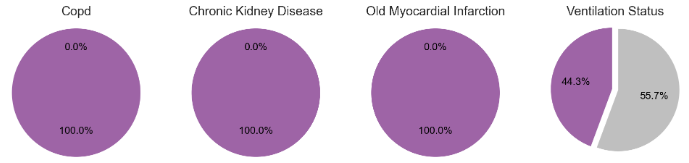 Copd
0.0%
100.0%
Chronic Kidney Disease
0.0%
100.0%
Old Myocardial Infarction
0.0%
100.0%
Ventilation Status
44.3%
55.7%